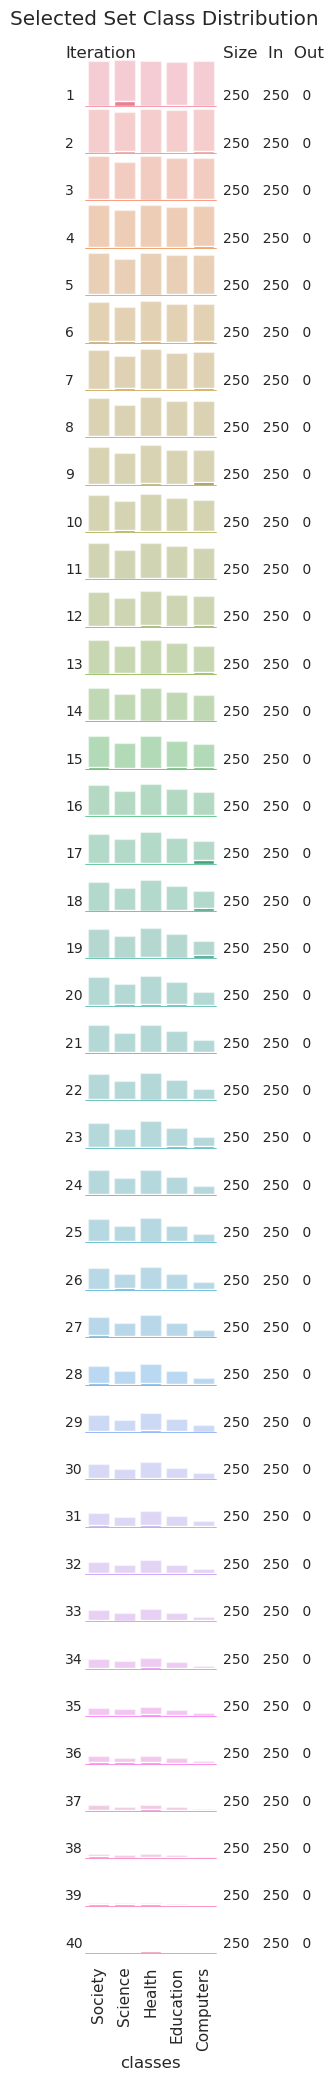 Selected Set Class Distribution
Iteration Size In Out
1 250 250 0
2 250 250 0
3 250 250 0
4 250 250 0
5 250 250 0
6 250 250 0
7 250 250 0
8 250 250 0
9 250 250 0
10 250 250 0
11 250 250 0
12 250 250 0
13 250 250 0
14 250 250 0
15 250 250 0
16 250 250 0
17 250 250 0
18 250 250 0
19 250 250 0
20 250 250 0
21 250 250 0
22 250 250 0
23 250 250 0
24 250 250 0
25 250 250 0
26 250 250 0
27 250 250 0
28 250 250 0
29 250 250 0
30 250 250 0
31 250 250 0
32 250 250 0
33 250 250 0
34 250 250 0
35 250 250 0
36 250 250 0
37 250 250 0
38 250 250 0
39 250 250 0
40 250 250 0
Society
Science
Health
Education
Computers
classes